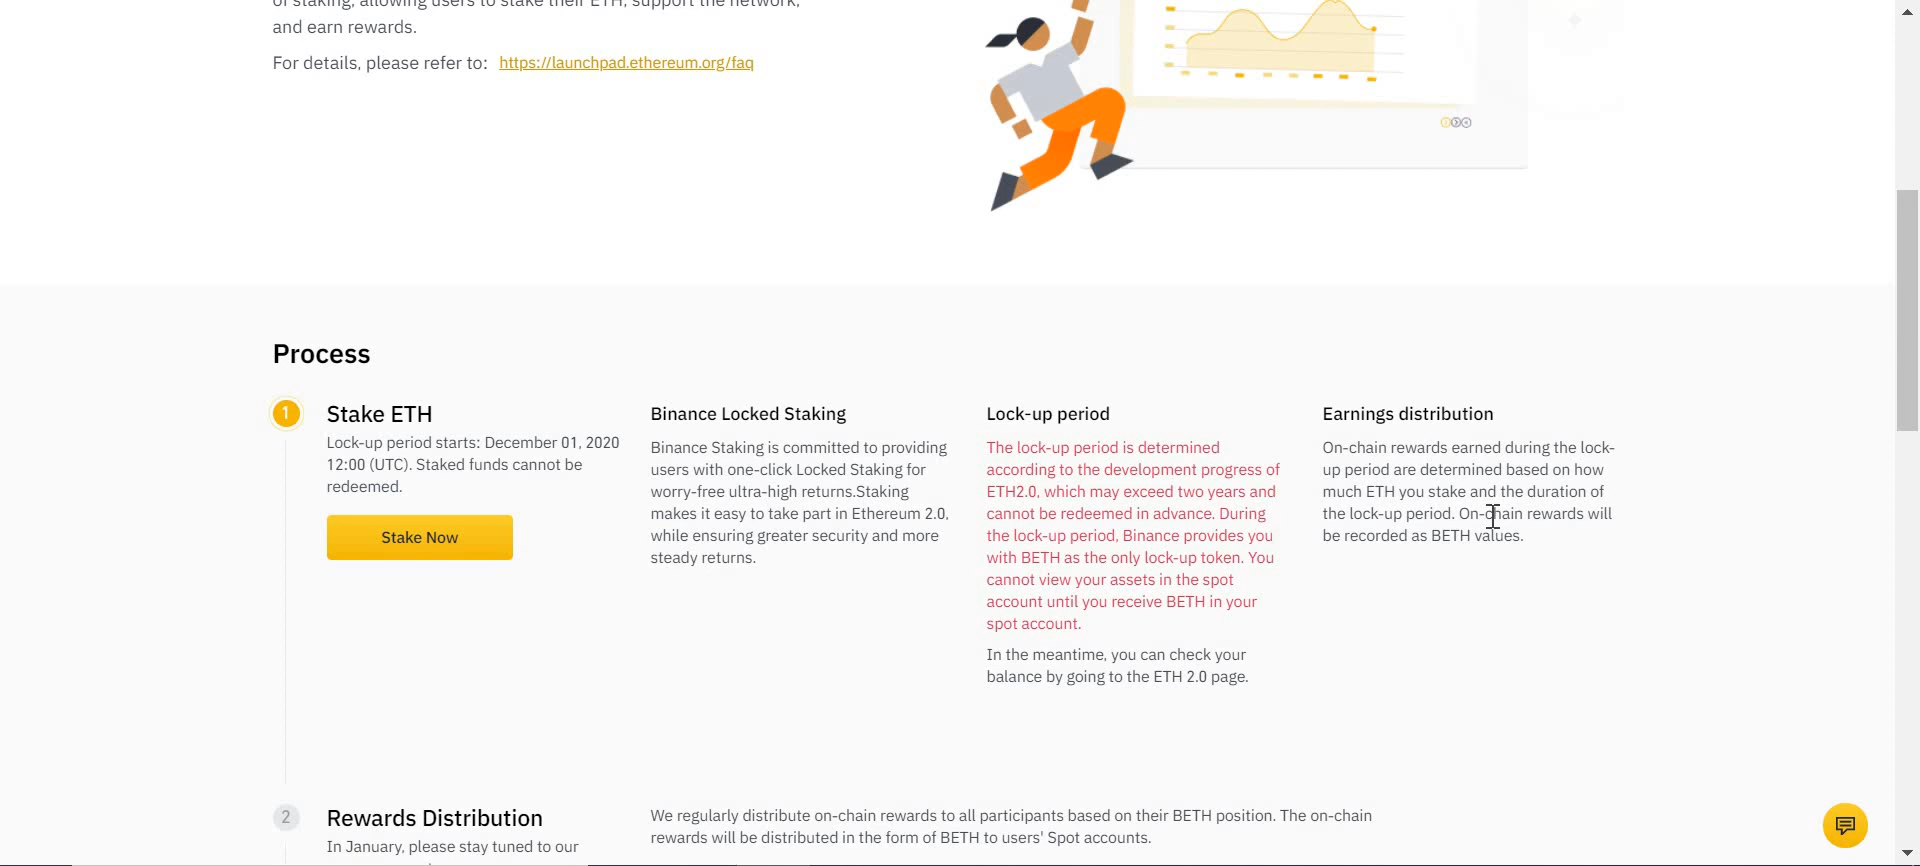 of staking, allowing users to stake their ETH, support the network,
and earn rewards.
For details, please refer to: https://launchpad.ethereum.org/faq
Process
1
Stake ETH
Lock-up period starts: December 01, 2020
12:00 (UTC). Staked funds cannot be
redeemed.
Stake Now
Binance Locked Staking
Binance Staking is committed to providing
users with one-click Locked Staking for
worry-free ultra-high returns.Staking
makes it easy to take part in Ethereum 2.0,
while ensuring greater security and more
steady returns.
Lock-up period
The lock-up period is determined
according to the development progress of
ETH2.0, which may exceed two years and
cannot be redeemed in advance. During
the lock-up period, Binance provides you
with BETH as the only lock-up token. You
cannot view your assets in the spot
account until you receive BETH in your
spot account.
In the meantime, you can check your
balance by going to the ETH 2.0 page.
Earnings distribution
On-chain rewards earned during the lock-
up period are determined based on how
much ETH you stake and the duration of
the lock-up period. On-chain rewards will
be recorded as BETH values.
2
Rewards Distribution
In January, please stay tuned to our
We regularly distribute on-chain rewards to all participants based on their BETH position. The on-chain
rewards will be distributed in the form of BETH to users' Spot accounts.